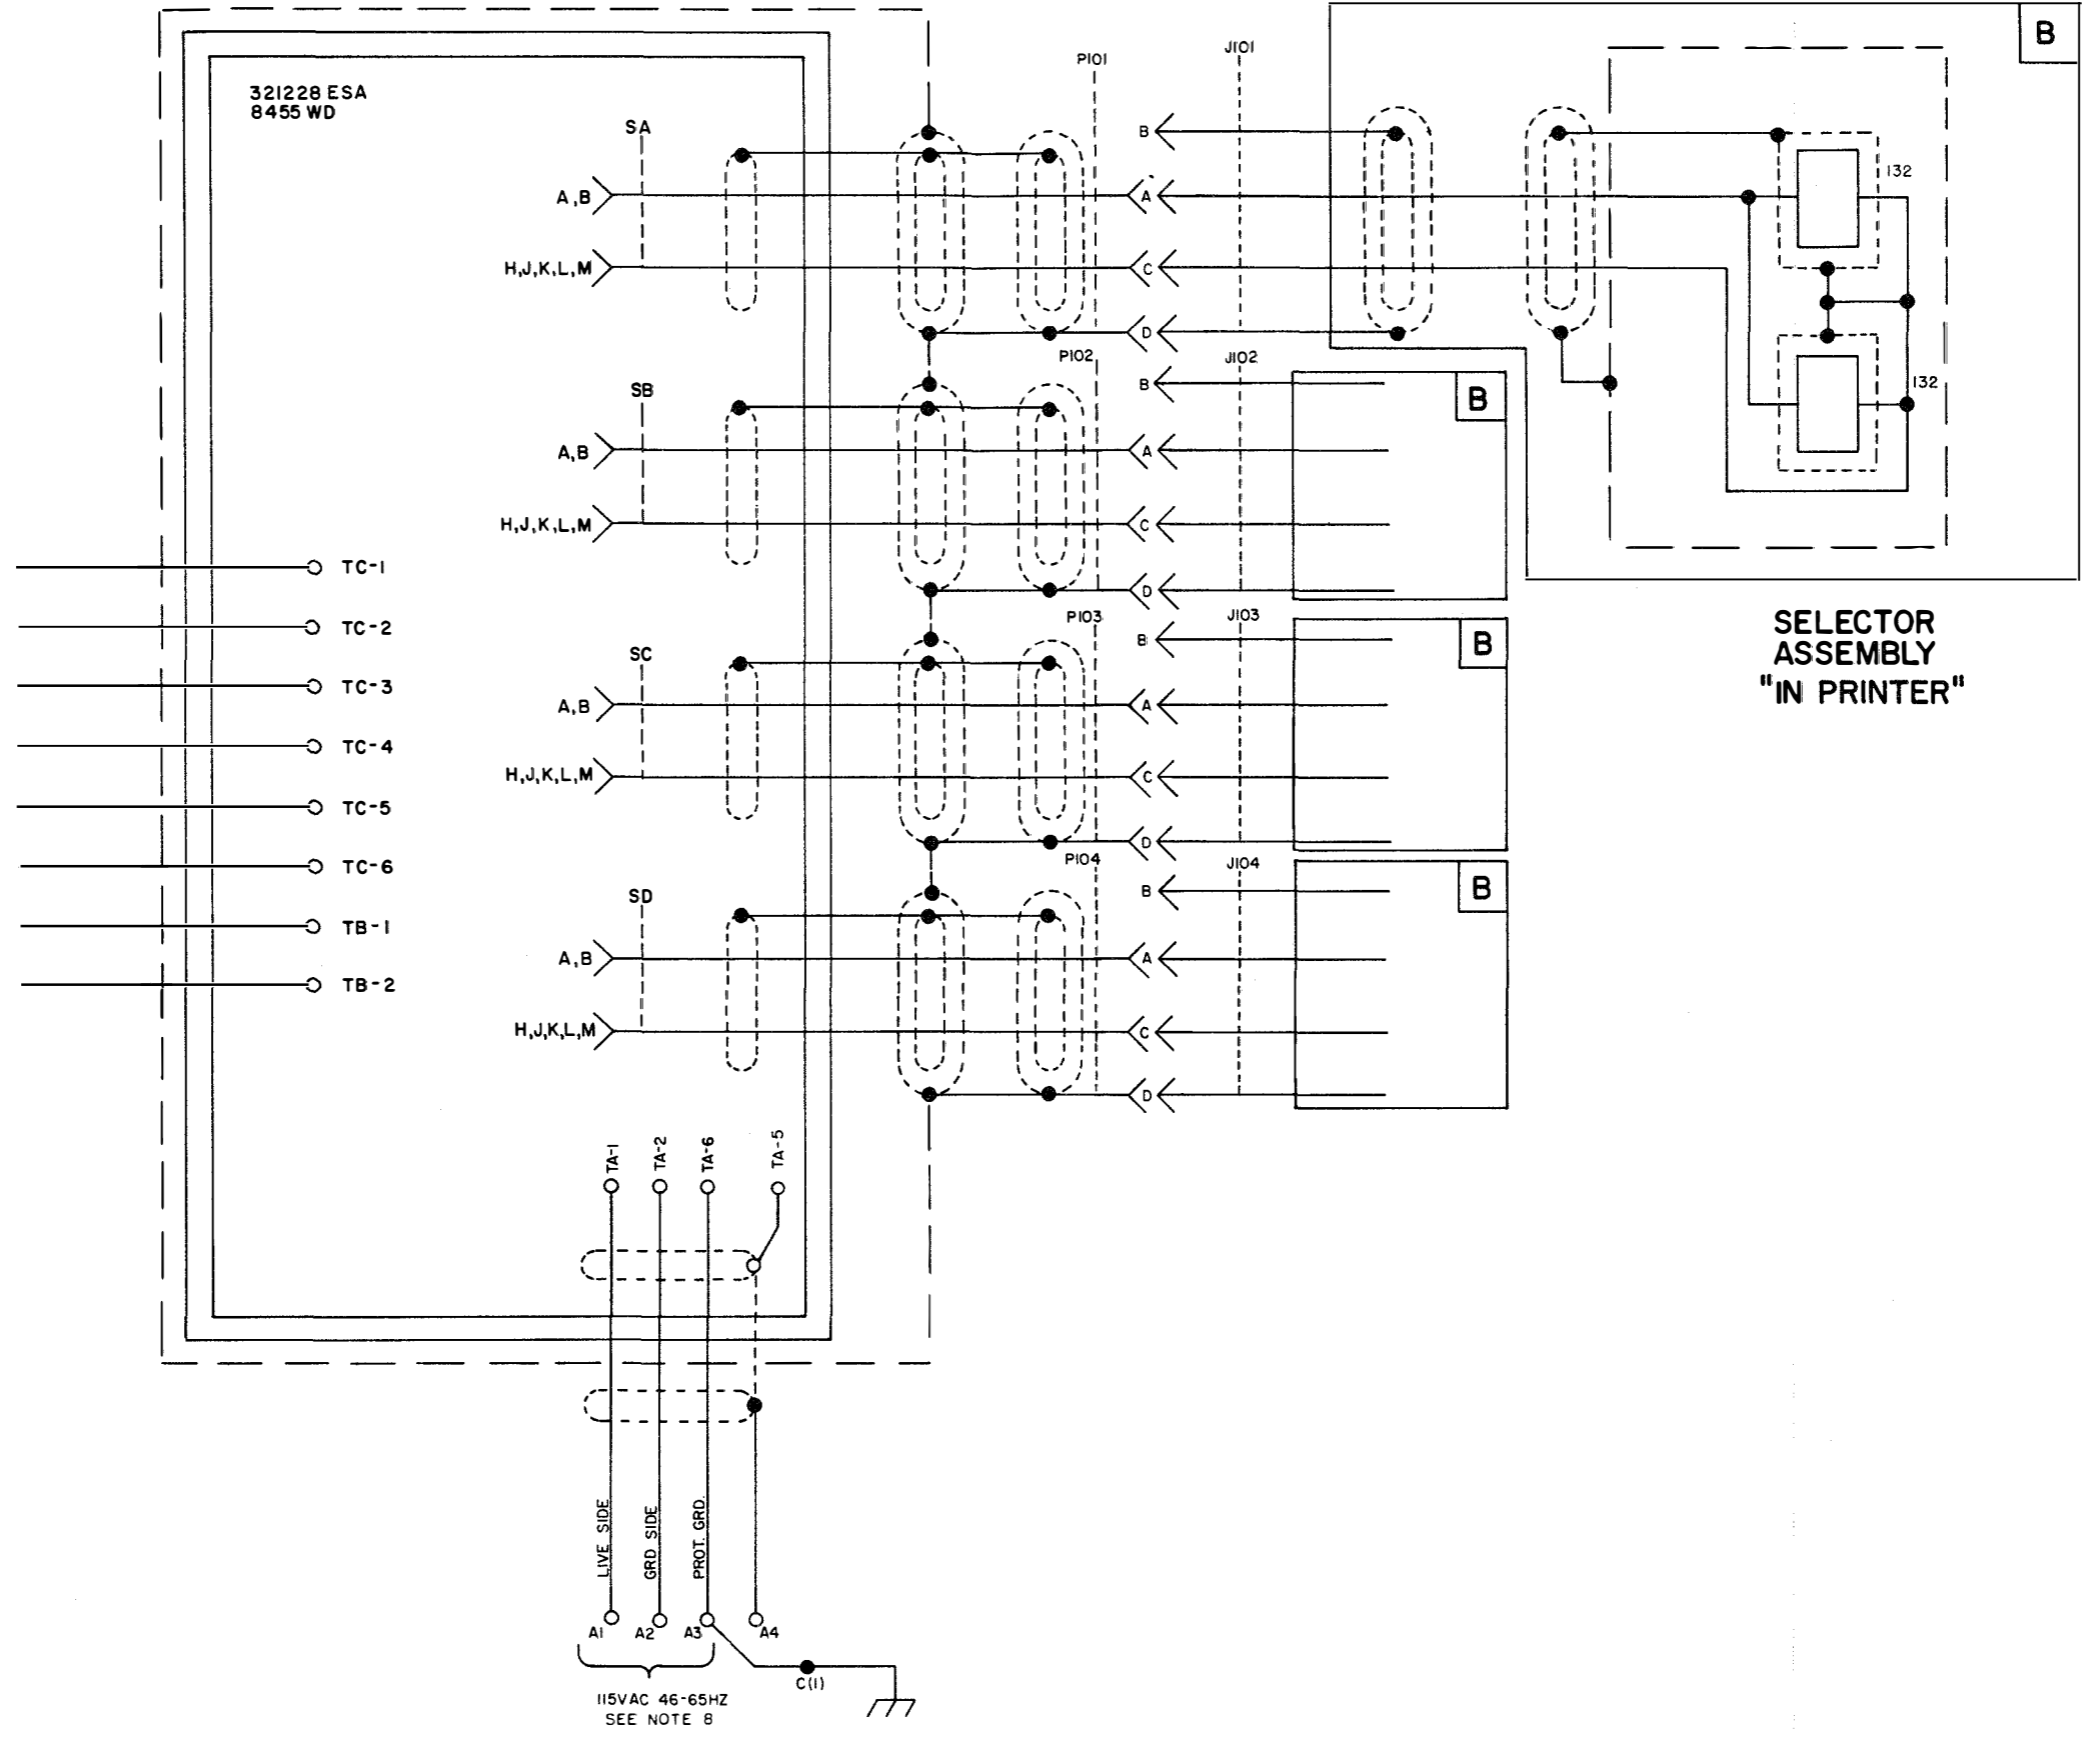 B
321228 ESA
8455 WD
SA
A,B
H,J,K,L,M
P101
J101
B
A
C
D
132
132
SB
A,B
H,J,K,L,M
P102
J102
B
A
C
D
B
SELECTOR
ASSEMBLY
"IN PRINTER"
TC-1
TC-2
TC-3
TC-4
TC-5
TC-6
TB-1
TB-2
SC
A,B
H,J,K,L,M
P103
J103
B
A
C
D
B
SD
A,B
H,J,K,L,M
P104
J104
B
A
C
D
B
TA-1
TA-2
TA-6
TA-5
LIVE SIDE
GRD SIDE
PROT. GRD.
A1
A2
A3
A4
C(1)
115VAC 46-65HZ
SEE NOTE 8